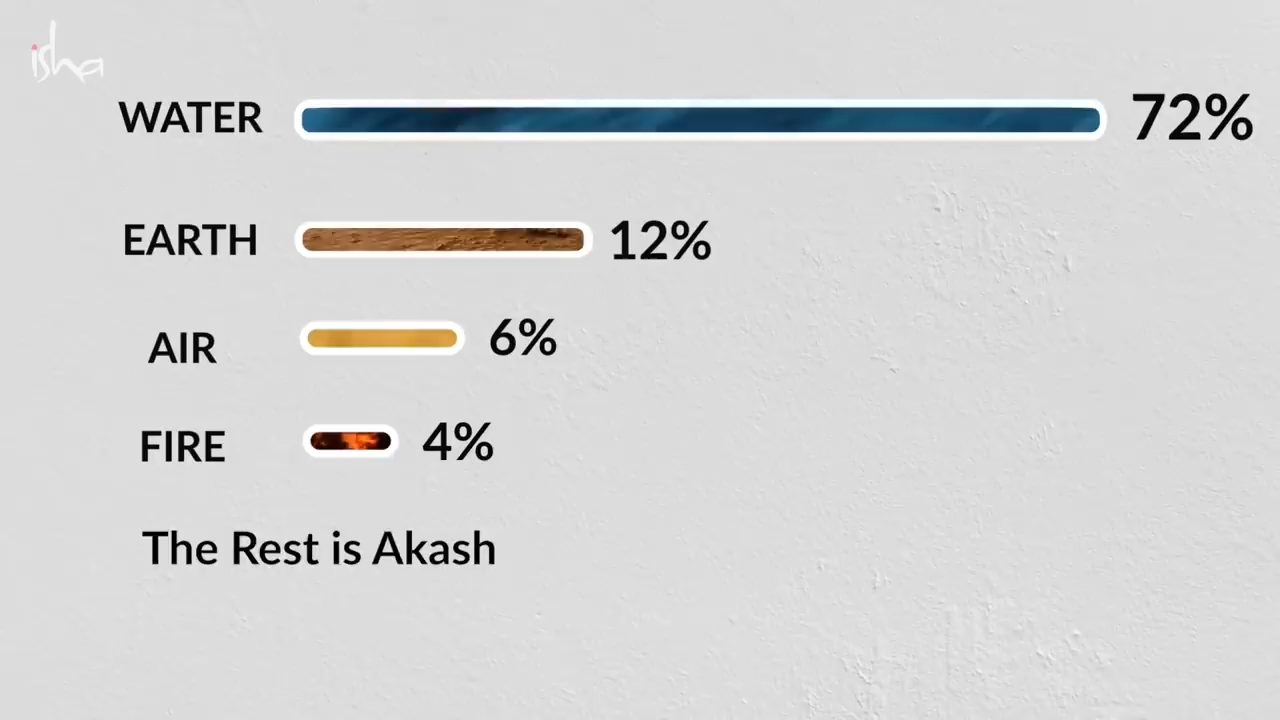 isha
WATER 72%
EARTH 12%
AIR 6%
FIRE 4%
The Rest is Akash